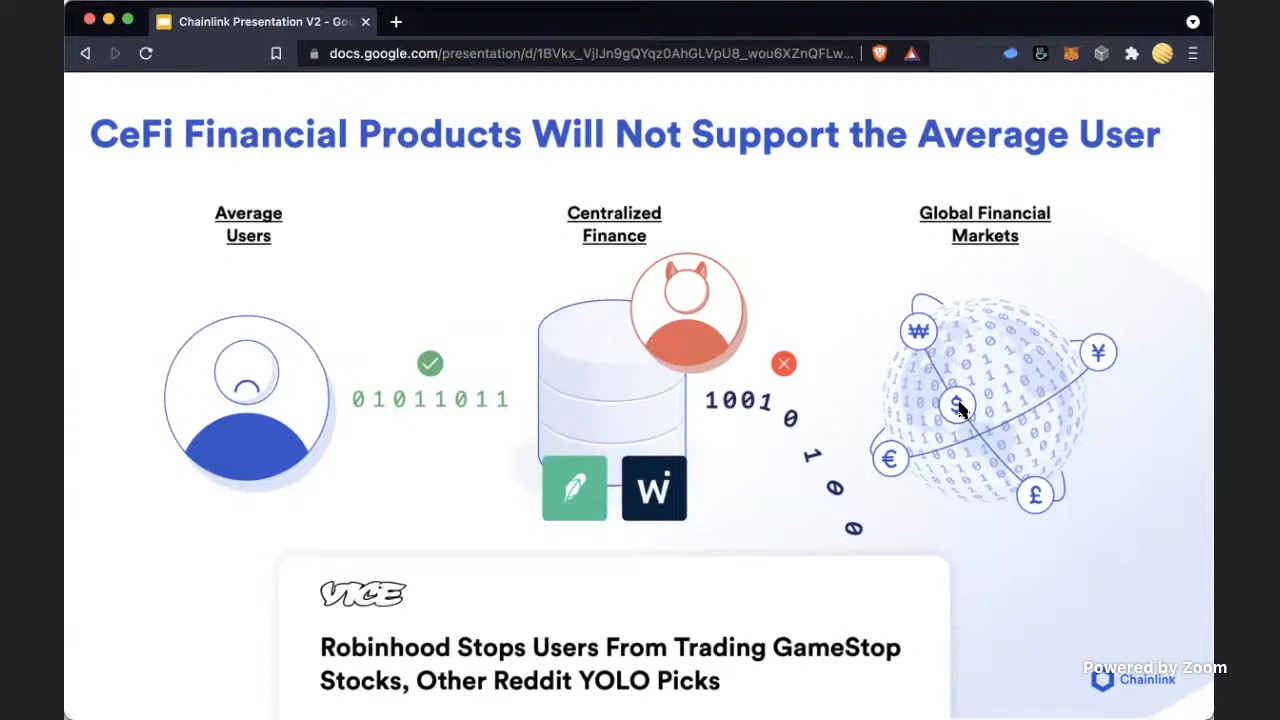 Chainlink Presentation V2 - Go
docs.google.com/presentation/d/1BVkx_VjIJn9gQYqz0AhGLVpU8_wou6XZnQFLw...
CeFi Financial Products Will Not Support the Average User
Average
Users
Centralized
Finance
Global Financial
Markets
01011011
1001 0 1 0 0
₩
¥
$
€
£
W
VICE
Robinhood Stops Users From Trading GameStop
Stocks, Other Reddit YOLO Picks
Powered by Zoom
Chainlink